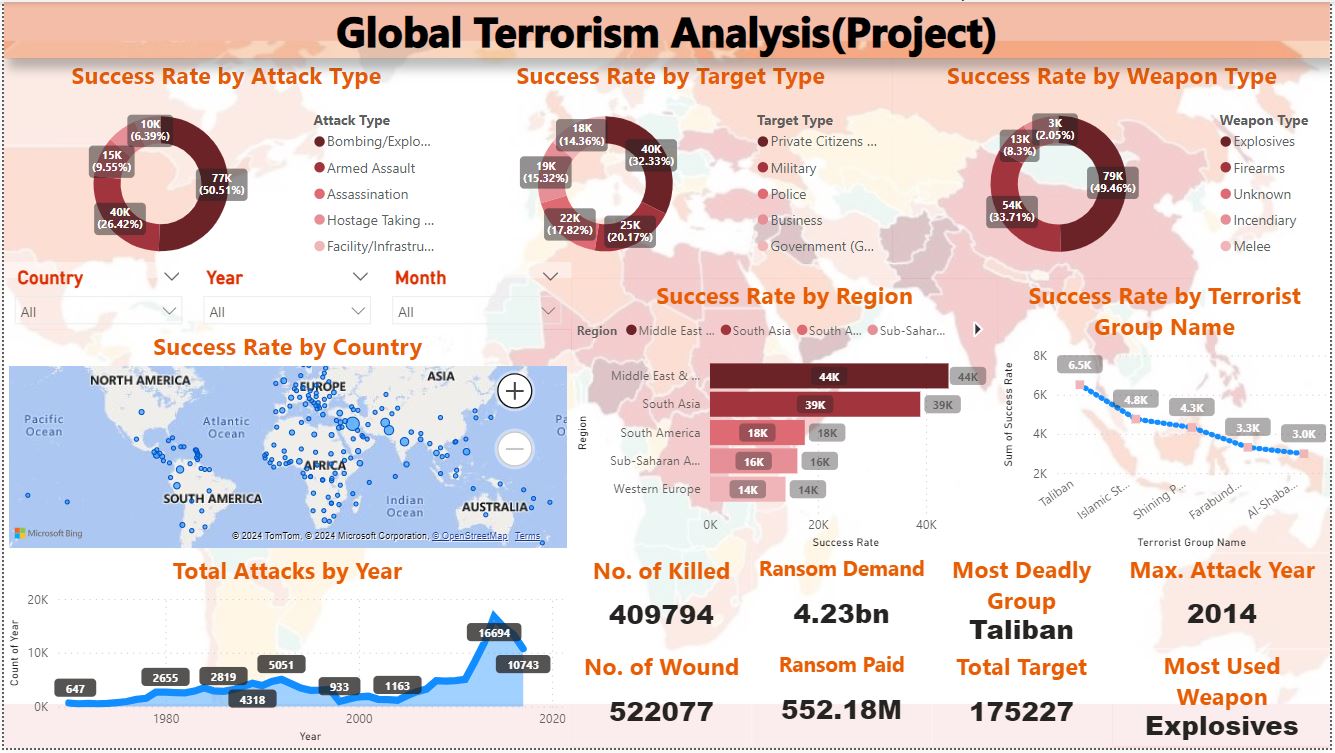 Global Terrorism Analysis(Project)
Success Rate by Attack Type
10K
(6.39%)
15K
(9.55%)
77K
(50.51%)
40K
(26.42%)
Attack Type
Bombing/Explo...
Armed Assault
Assassination
Hostage Taking ...
Facility/Infrastru...
Success Rate by Target Type
18K
(14.36%)
40K
(32.33%)
19K
(15.32%)
22K
(17.82%)
25K
(20.17%)
Target Type
Private Citizens ...
Military
Police
Business
Government (G...
Success Rate by Weapon Type
3K
(2.05%)
13K
(8.3%)
79K
(49.46%)
54K
(33.71%)
Weapon Type
Explosives
Firearms
Unknown
Incendiary
Melee
Country
All
Year
All
Month
All
Success Rate by Country
NORTH AMERICA
EUROPE
ASIA
Pacific
Ocean
Atlantic
Ocean
Pa
Oc
AFRICA
SOUTH AMERICA
Indian
Ocean
AUSTRALIA
Microsoft Bing
© 2024 TomTom, © 2024 Microsoft Corporation, © OpenStreetMap Terms
Success Rate by Region
Region Middle East ... South Asia South A... Sub-Sahar...
Region
Middle East & ... 44K 44K
South Asia 39K 39K
South America 18K 18K
Sub-Saharan A... 16K 16K
Western Europe 14K 14K
0K 20K 40K
Success Rate
Success Rate by Terrorist
Group Name
Sum of Success Rate
8K
6K
4K
2K
6.5K
4.8K
4.3K
3.3K
3.0K
Taliban
Islamic St...
Shining P...
Farabund...
Al-Shaba...
Terrorist Group Name
Total Attacks by Year
Count of Year
20K
10K
0K
647
2655
2819
4318
5051
933
1163
16694
10743
1980 2000 2020
Year
No. of Killed
409794
Ransom Demand
4.23bn
Most Deadly
Group
Taliban
Max. Attack Year
2014
No. of Wound
522077
Ransom Paid
552.18M
Total Target
175227
Most Used
Weapon
Explosives